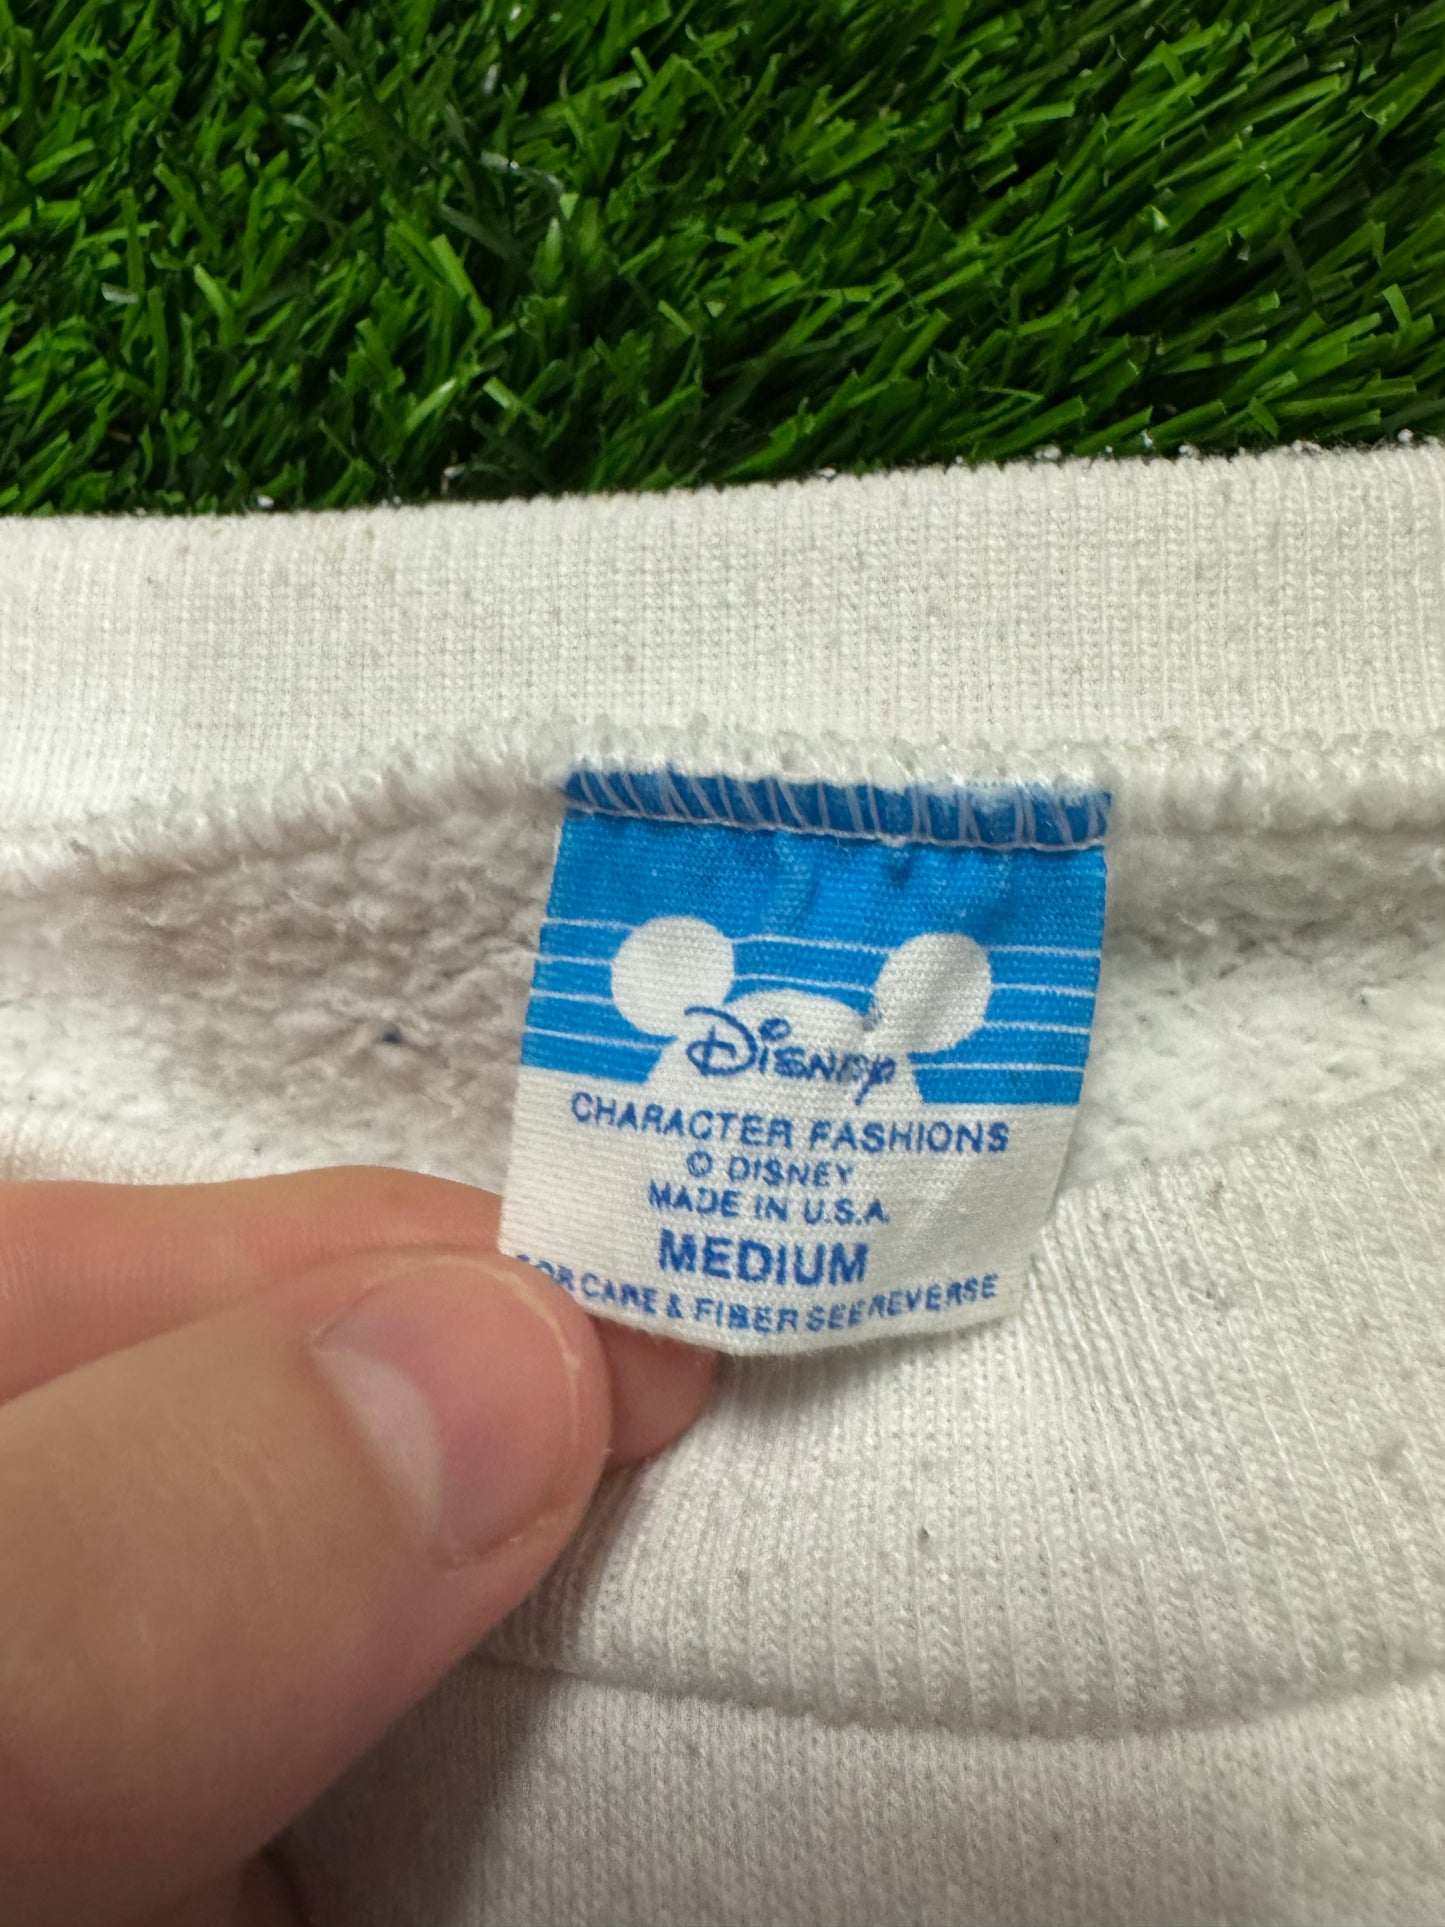 Disney
CHARACTER FASHIONS
© DISNEY
MADE IN U.S.A.
MEDIUM
FOR CARE & FIBER SEE REVERSE